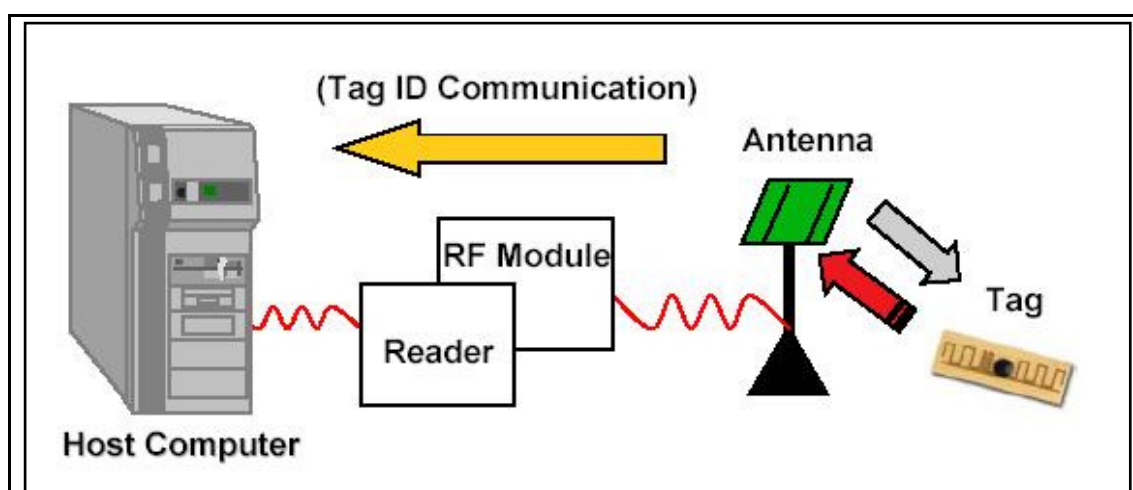 (Tag ID Communication)
Antenna
RF Module
Tag
Reader
Host Computer